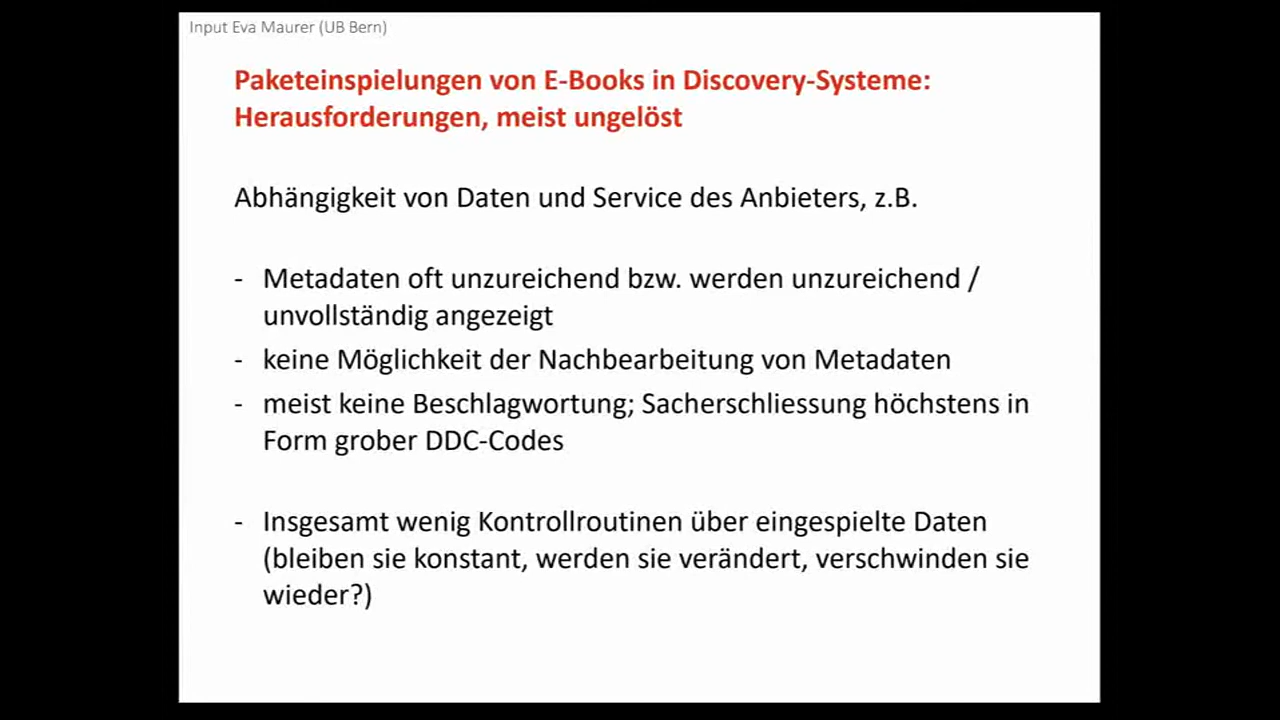 Input Eva Maurer (UB Bern)
Paketeinspielungen von E-Books in Discovery-Systeme:
Herausforderungen, meist ungelöst
Abhängigkeit von Daten und Service des Anbieters, z.B.
- Metadaten oft unzureichend bzw. werden unzureichend /
unvollständig angezeigt
- keine Möglichkeit der Nachbearbeitung von Metadaten
- meist keine Beschlagwortung; Sacherschliessung höchstens in
Form grober DDC-Codes
- Insgesamt wenig Kontrollroutinen über eingespielte Daten
(bleiben sie konstant, werden sie verändert, verschwinden sie
wieder?)